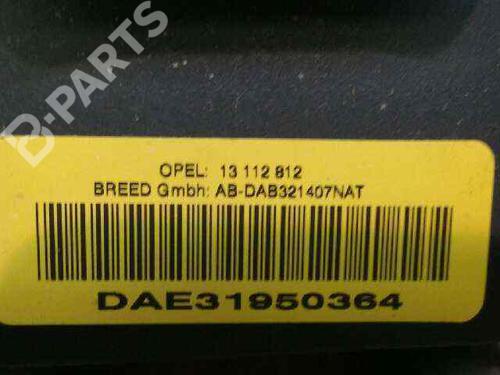 B-PARTS
OPEL: 13 112 812
BREED Gmbh: AB-DAB321407NAT
DAE31950364